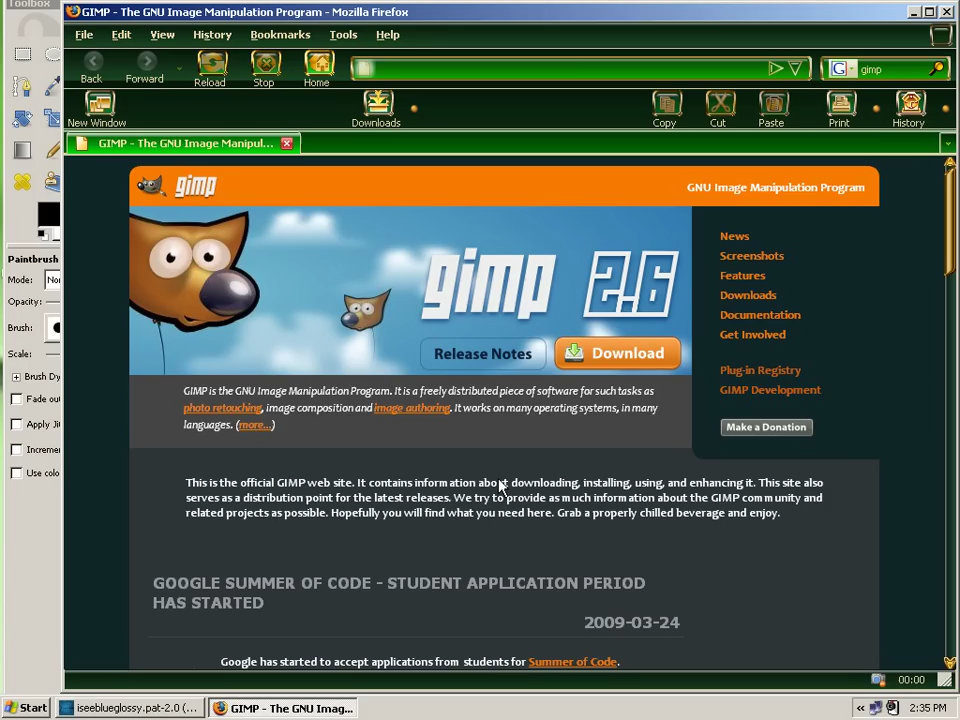 Toolbox
GIMP - The GNU Image Manipulation Program - Mozilla Firefox
File Edit View History Bookmarks Tools Help
Back Forward Reload Stop Home
G gimp
New Window Downloads Copy Cut Paste Print History
GIMP - The GNU Image Manipul...
gimp
GNU Image Manipulation Program
gimp 2.6
Release Notes Download
News
Screenshots
Features
Downloads
Documentation
Get Involved
Plug-in Registry
GIMP Development
Make a Donation
Paintbrush
Mode:
Opacity:
Brush:
Scale:
Brush Dy
Fade ou
Apply Ji
Increme
Use colo
GIMP is the GNU Image Manipulation Program. It is a freely distributed piece of software for such tasks as
photo retouching, image composition and image authoring. It works on many operating systems, in many
languages. (more...)
This is the official GIMP web site. It contains information about downloading, installing, using, and enhancing it. This site also
serves as a distribution point for the latest releases. We try to provide as much information about the GIMP community and
related projects as possible. Hopefully you will find what you need here. Grab a properly chilled beverage and enjoy.
GOOGLE SUMMER OF CODE - STUDENT APPLICATION PERIOD
HAS STARTED
2009-03-24
Google has started to accept applications from students for Summer of Code.
00:00
Start iseeblueglossy.pat-2.0 (... GIMP - The GNU Imag... « 2:35 PM